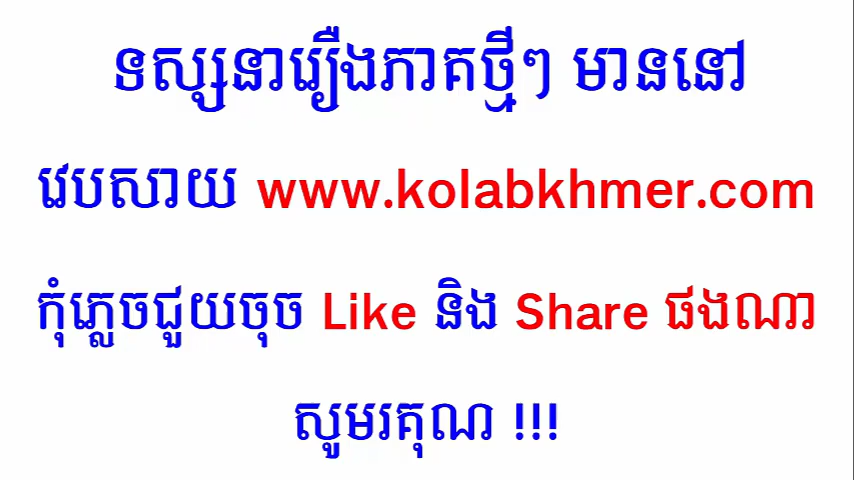 ទស្សនារឿងភាគថ្មីៗ មាននៅ
វេបសាយ www.kolabkhmer.com
កុំភ្លេចជួយចុច Like និង Share ផងណា
សូមរគុណ !!!